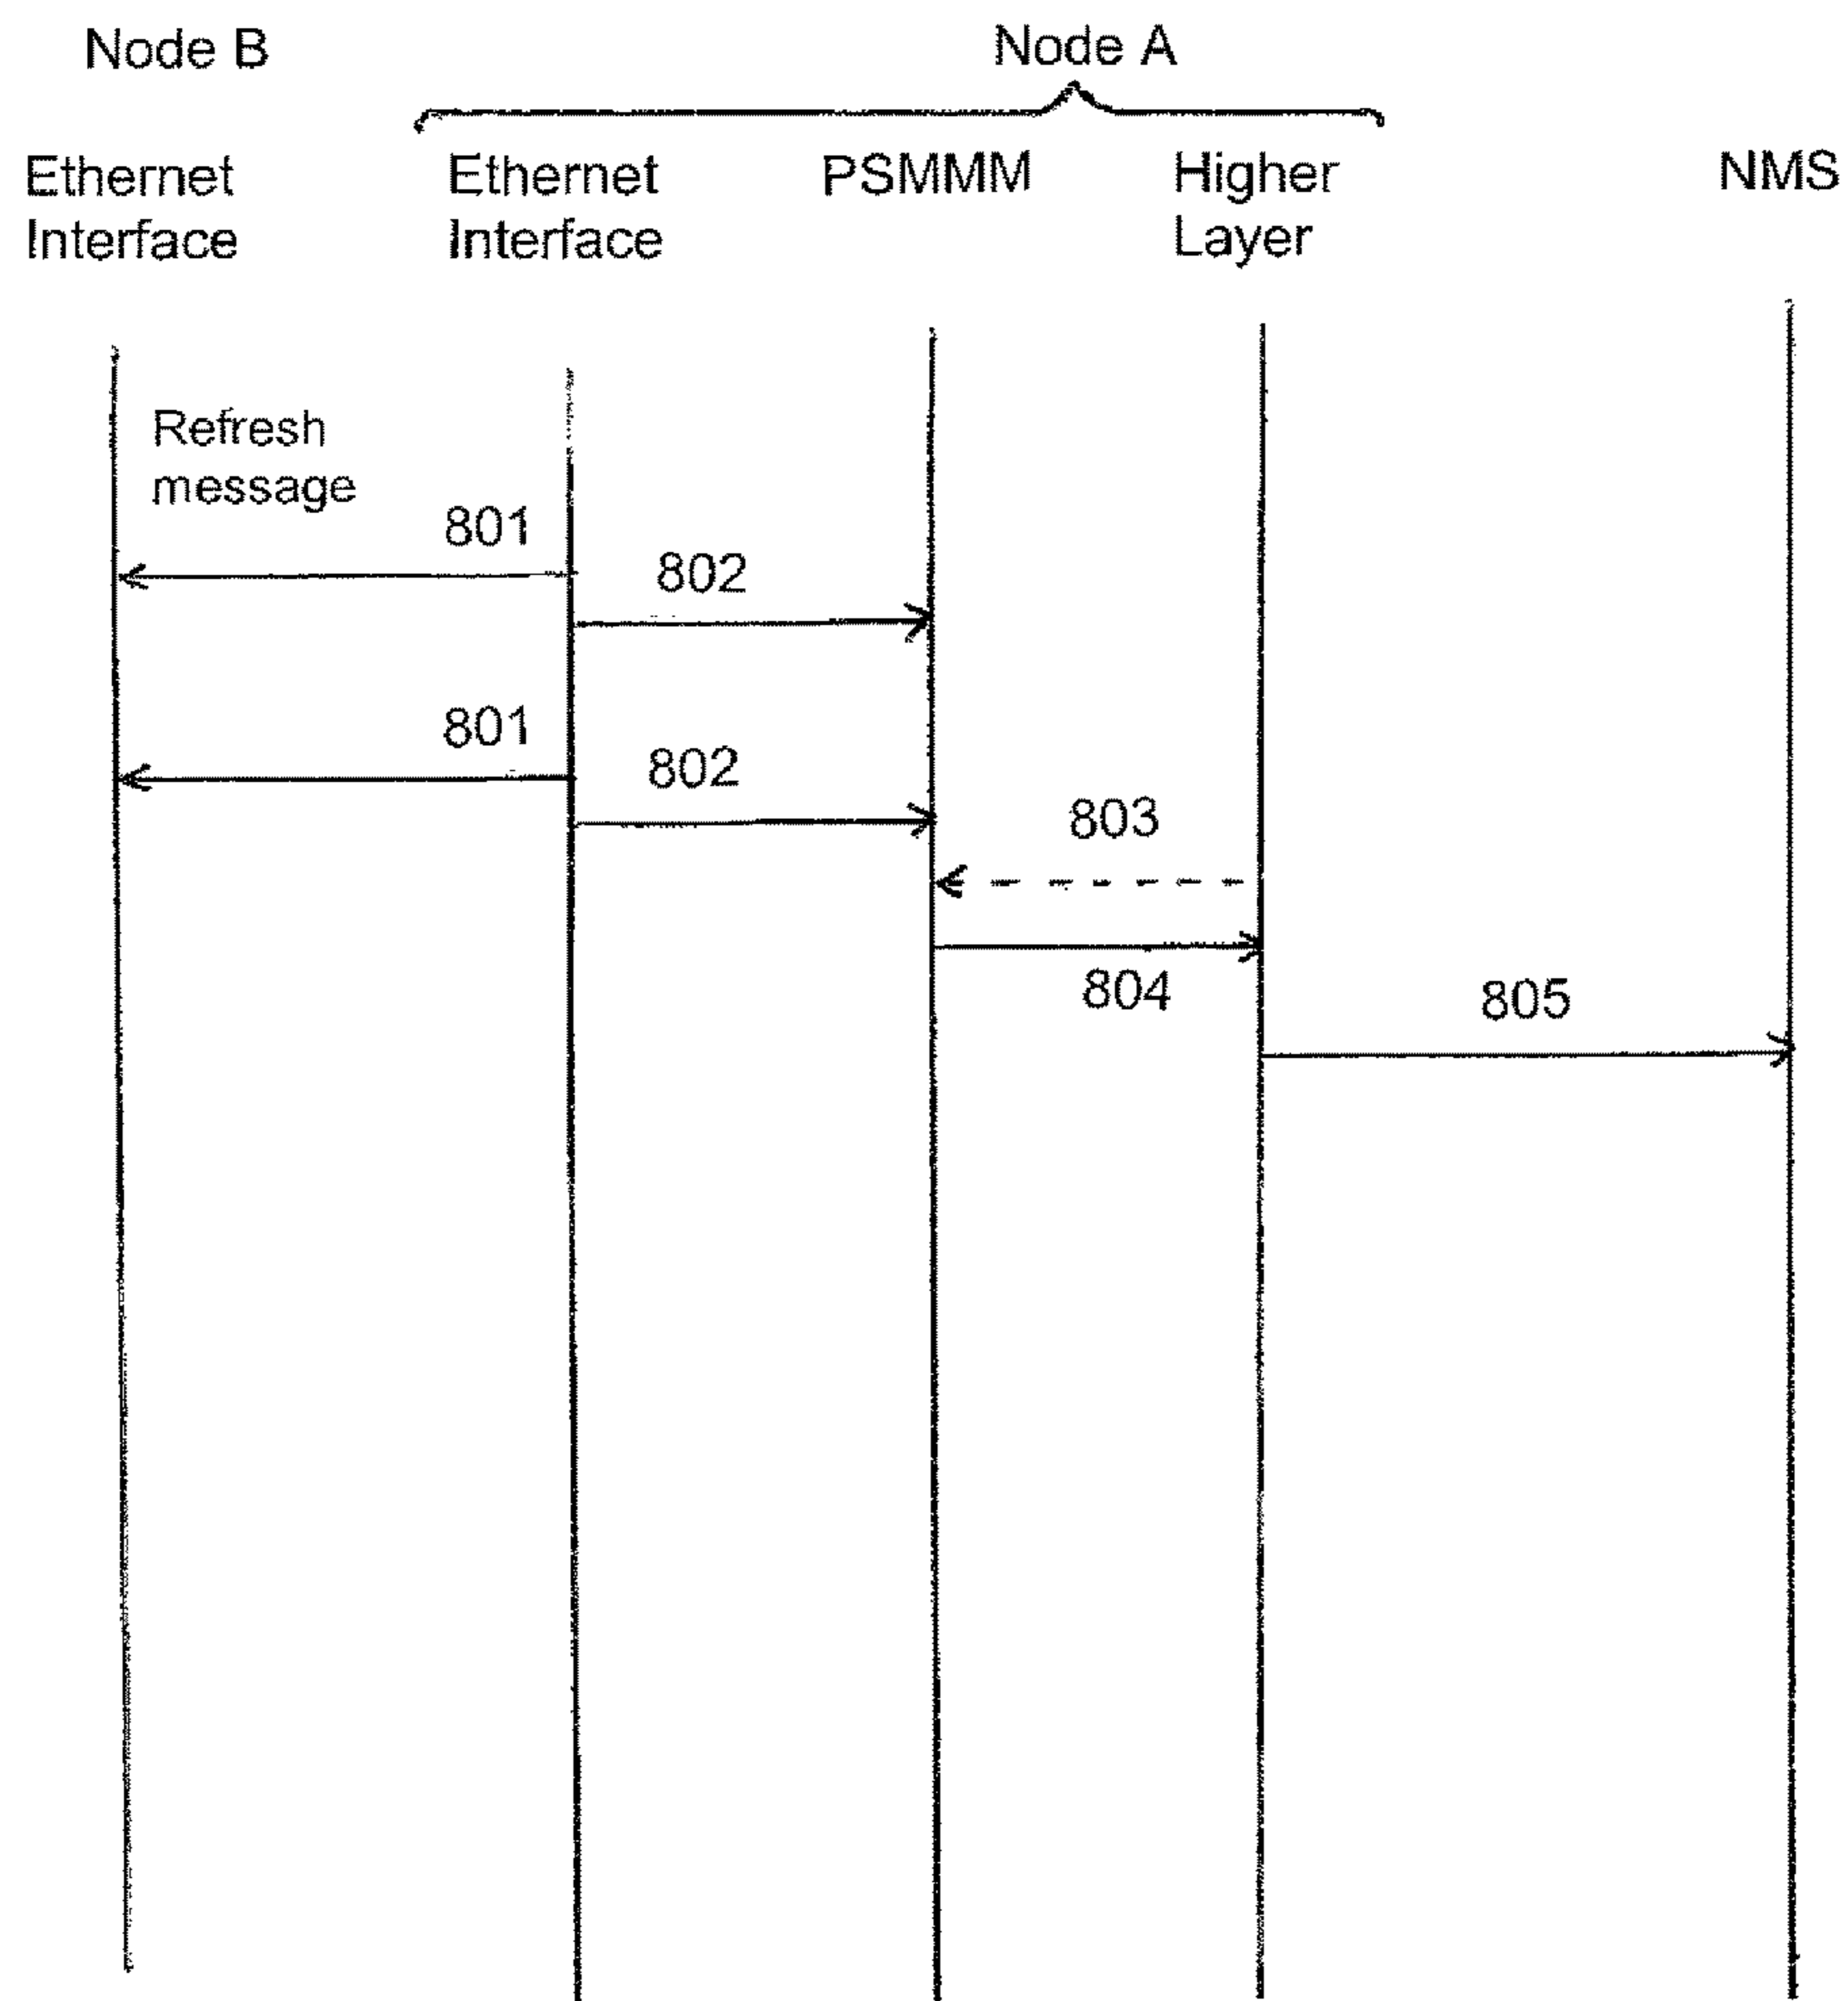 Node B
Node A
Ethernet
Interface
Ethernet
Interface
PSMMM
Higher
Layer
NMS
Refresh
message
801
802
801
802
803
804
805